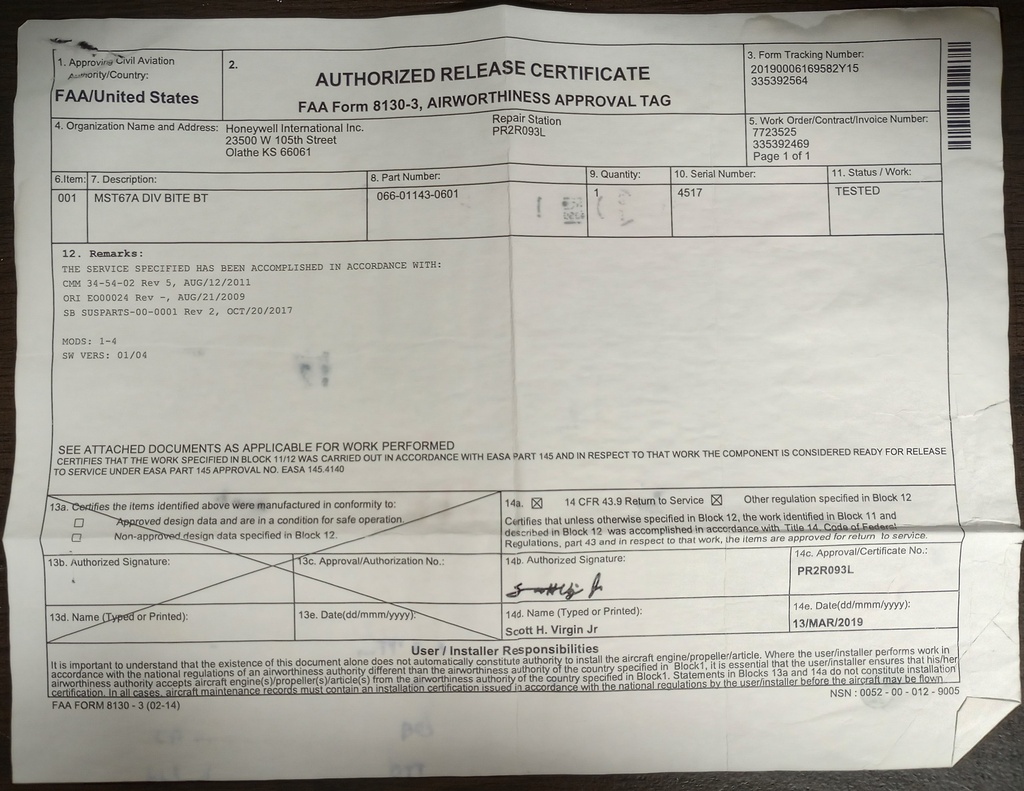 1. Approving Civil Aviation
Authority/Country:
FAA/United States
2.
AUTHORIZED RELEASE CERTIFICATE
FAA Form 8130-3, AIRWORTHINESS APPROVAL TAG
3. Form Tracking Number:
20190006169582Y15
335392564
4. Organization Name and Address: Honeywell International Inc.
23500 W 105th Street
Olathe KS 66061
Repair Station
PR2R093L
5. Work Order/Contract/Invoice Number:
7723525
335392469
Page 1 of 1
6.Item: 7. Description: 8. Part Number: 9. Quantity: 10. Serial Number: 11. Status / Work:
001 MST67A DIV BITE BT 066-01143-0601 1 4517 TESTED
12. Remarks:
THE SERVICE SPECIFIED HAS BEEN ACCOMPLISHED IN ACCORDANCE WITH:
CMM 34-54-02 Rev 5, AUG/12/2011
ORI EO00024 Rev -, AUG/21/2009
SB SUSPARTS-00-0001 Rev 2, OCT/20/2017
MODS: 1-4
SW VERS: 01/04
SEE ATTACHED DOCUMENTS AS APPLICABLE FOR WORK PERFORMED
CERTIFIES THAT THE WORK SPECIFIED IN BLOCK 11/12 WAS CARRIED OUT IN ACCORDANCE WITH EASA PART 145 AND IN RESPECT TO THAT WORK THE COMPONENT IS CONSIDERED READY FOR RELEASE
TO SERVICE UNDER EASA PART 145 APPROVAL NO. EASA 145.4140
13a. Certifies the items identified above were manufactured in conformity to:
Approved design data and are in a condition for safe operation.
Non-approved design data specified in Block 12.
14a. ☒ 14 CFR 43.9 Return to Service ☒ Other regulation specified in Block 12
Certifies that unless otherwise specified in Block 12, the work identified in Block 11 and
described in Block 12 was accomplished in accordance with Title 14, Code of Federal
Regulations, part 43 and in respect to that work, the items are approved for return to service.
13b. Authorized Signature:
13c. Approval/Authorization No.:
14b. Authorized Signature:
14c. Approval/Certificate No.:
PR2R093L
13d. Name (Typed or Printed):
13e. Date(dd/mmm/yyyy):
14d. Name (Typed or Printed):
Scott H. Virgin Jr
14e. Date(dd/mmm/yyyy):
13/MAR/2019
User / Installer Responsibilities
It is important to understand that the existence of this document alone does not automatically constitute authority to install the aircraft engine/propeller/article. Where the user/installer performs work in
accordance with the national regulations of an airworthiness authority different than the airworthiness authority of the country specified in Block1, it is essential that the user/installer ensures that his/her
airworthiness authority accepts aircraft engine(s)/propeller(s)/article(s) from the airworthiness authority of the country specified in Block1. Statements in Blocks 13a and 14a do not constitute installation
certification. In all cases, aircraft maintenance records must contain an installation certification issued in accordance with the national regulations by the user/installer before the aircraft may be flown
FAA FORM 8130 - 3 (02-14)
NSN : 0052 - 00 - 012 - 9005